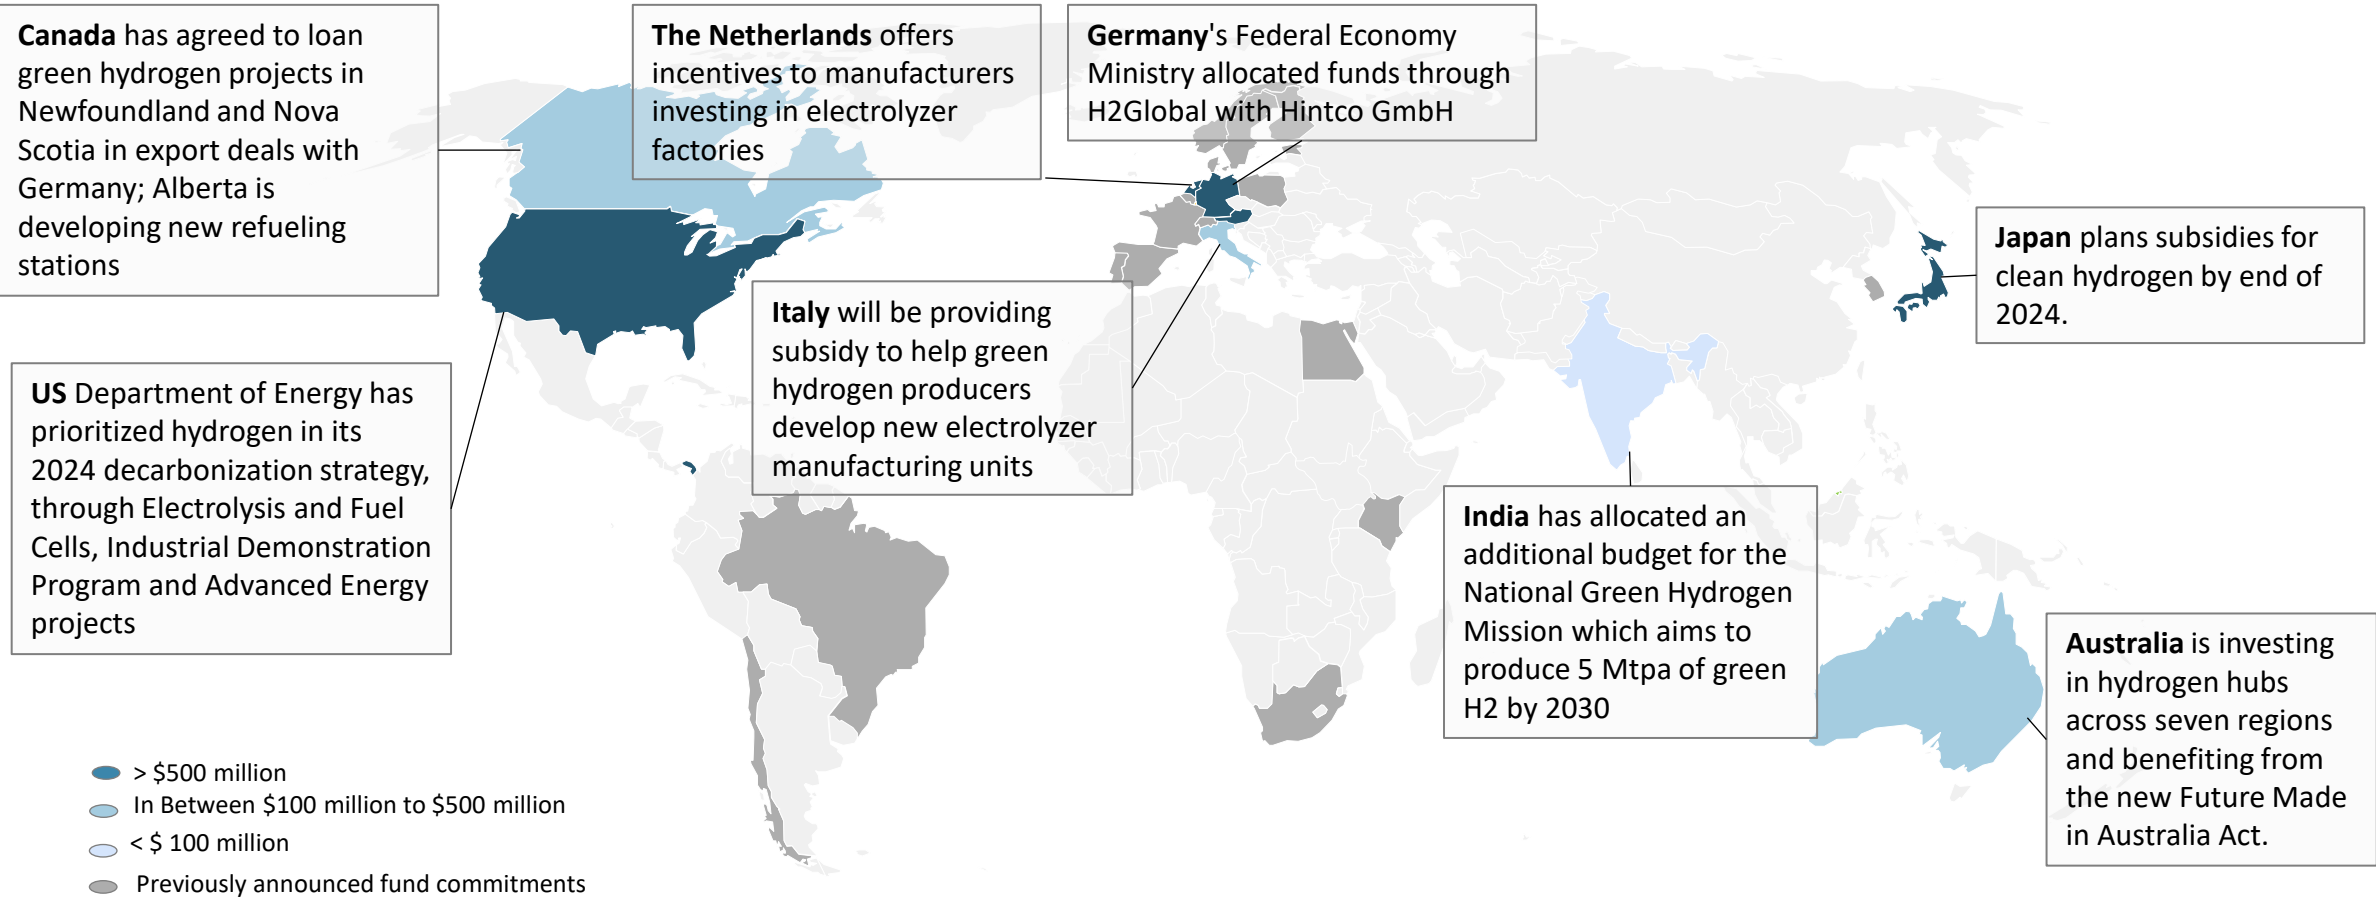 Canada has agreed to loan
green hydrogen projects in
Newfoundland and Nova
Scotia in export deals with
Germany; Alberta is
developing new refueling
stations
The Netherlands offers
incentives to manufacturers
investing in electrolyzer
factories
Germany's Federal Economy
Ministry allocated funds through
H2Global with Hintco GmbH
Japan plans subsidies for
clean hydrogen by end of
2024.
Italy will be providing
subsidy to help green
hydrogen producers
develop new electrolyzer
manufacturing units
US Department of Energy has
prioritized hydrogen in its
2024 decarbonization strategy,
through Electrolysis and Fuel
Cells, Industrial Demonstration
Program and Advanced Energy
projects
India has allocated an
additional budget for the
National Green Hydrogen
Mission which aims to
produce 5 Mtpa of green
H2 by 2030
Australia is investing
in hydrogen hubs
across seven regions
and benefiting from
the new Future Made
in Australia Act.
> $500 million
In Between $100 million to $500 million
< $ 100 million
Previously announced fund commitments